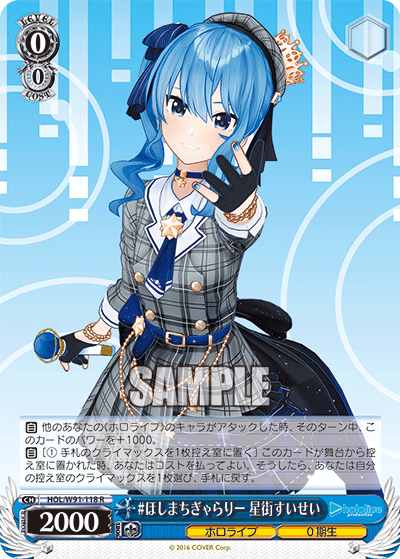 LEVEL
0
0
COST
SAMPLE
自 他のあなたの《ホロライブ》のキャラがアタックした時、そのターン中、こ
のカードのパワーを＋1000。
自 [① 手札のクライマックスを1枚控え室に置く] このカードが舞台から
控え室に置かれた時、あなたはコストを払ってよい。そうしたら、あなたは自分
の控え室のクライマックスを1枚選び、手札に戻す。
CH HOL/W91-118 R
2000
#ほしまちぎゃらりー 星街すいせい
hololive
production
ホロライブ
0期生
© 2016 COVER Corp.